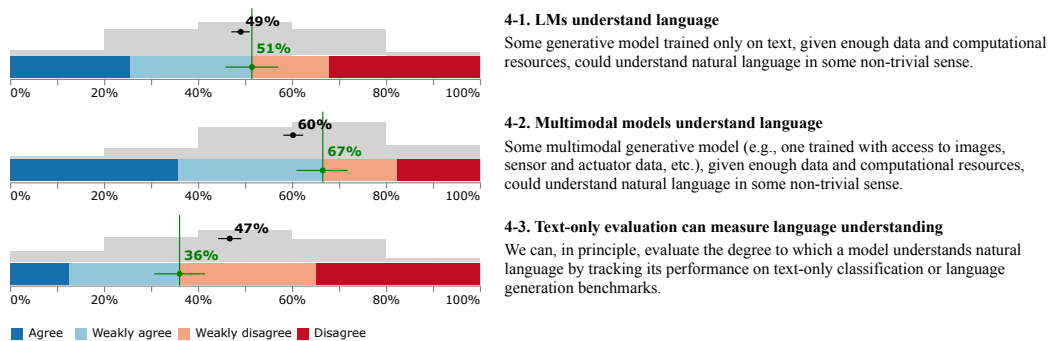 49%
51%
0% 20% 40% 60% 80% 100%
4-1. LMs understand language
Some generative model trained only on text, given enough data and computational
resources, could understand natural language in some non-trivial sense.
60%
67%
0% 20% 40% 60% 80% 100%
4-2. Multimodal models understand language
Some multimodal generative model (e.g., one trained with access to images,
sensor and actuator data, etc.), given enough data and computational resources,
could understand natural language in some non-trivial sense.
47%
36%
0% 20% 40% 60% 80% 100%
4-3. Text-only evaluation can measure language understanding
We can, in principle, evaluate the degree to which a model understands natural
language by tracking its performance on text-only classification or language
generation benchmarks.
Agree Weakly agree Weakly disagree Disagree